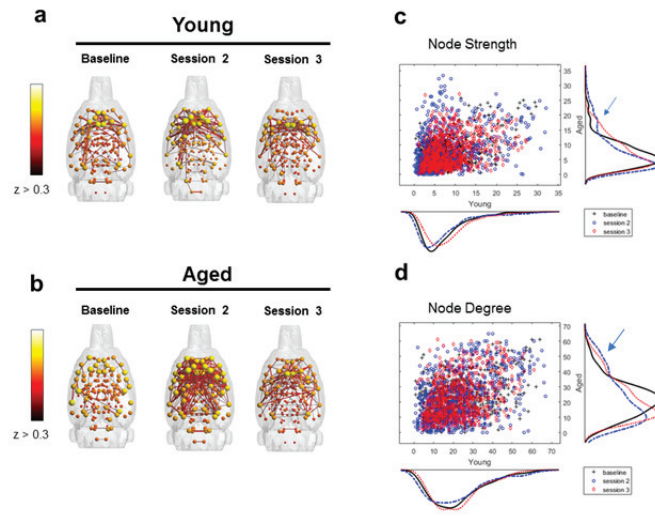 a
Young
Baseline Session 2 Session 3
z > 0.3
b
Aged
Baseline Session 2 Session 3
z > 0.3
c
Node Strength
35
30
25
20
15
10
5
0
Aged
0 5 10 15 20 25 30 35
Young
baseline
session 2
session 3
d
Node Degree
70
60
50
40
30
20
10
0
Aged
0 10 20 30 40 50 60 70
Young
baseline
session 2
session 3